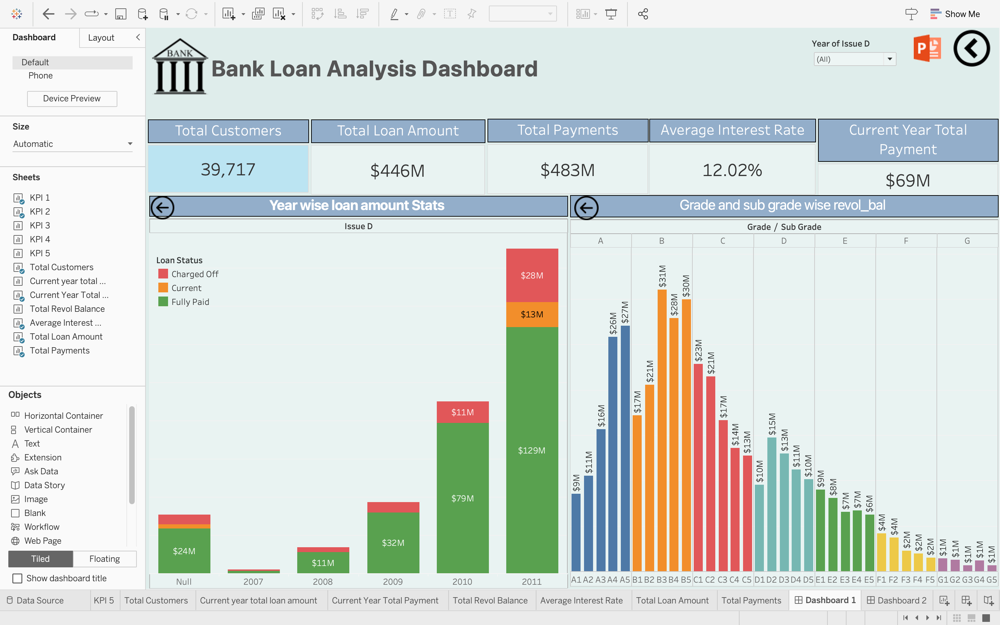 Show Me
Dashboard
Layout
Default
Phone
Device Preview
Size
Automatic
Sheets
KPI 1
KPI 2
KPI 3
KPI 4
KPI 5
Total Customers
Current year total ...
Current Year Total ...
Total Revol Balance
Average Interest ...
Total Loan Amount
Total Payments
Objects
Horizontal Container
Vertical Container
Text
Extension
Ask Data
Data Story
Image
Blank
Workflow
Web Page
Tiled
Floating
Show dashboard title
BANK
Bank Loan Analysis Dashboard
Year of Issue D
(All)
P
Total Customers
39,717
Total Loan Amount
$446M
Total Payments
$483M
Average Interest Rate
12.02%
Current Year Total
Payment
$69M
Year wise loan amount Stats
Issue D
Loan Status
Charged Off
Current
Fully Paid
$24M
$11M
$32M
$11M
$79M
$28M
$13M
$129M
Null 2007 2008 2009 2010 2011
Grade and sub grade wise revol_bal
Grade / Sub Grade
A B C D E F G
$9M $11M $16M $26M $27M $17M $21M $31M $28M $30M $23M $21M $17M $14M $13M $10M $15M $13M $11M $10M $9M $8M $7M $7M $6M $4M $4M $2M $2M $2M $1M $1M $1M $1M $1M
A1 A2 A3 A4 A5 B1 B2 B3 B4 B5 C1 C2 C3 C4 C5 D1 D2 D3 D4 D5 E1 E2 E3 E4 E5 F1 F2 F3 F4 F5 G1 G2 G3 G4 G5
Data Source KPI 5 Total Customers Current year total loan amount Current Year Total Payment Total Revol Balance Average Interest Rate Total Loan Amount Total Payments Dashboard 1 Dashboard 2